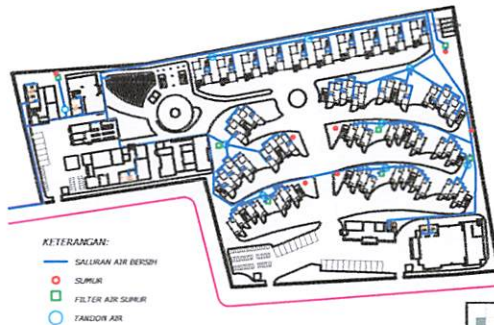 KETERANGAN:
SALURAN AIR BERSIH
SUMUR
FILTER AIR SUMUR
TANDON AIR